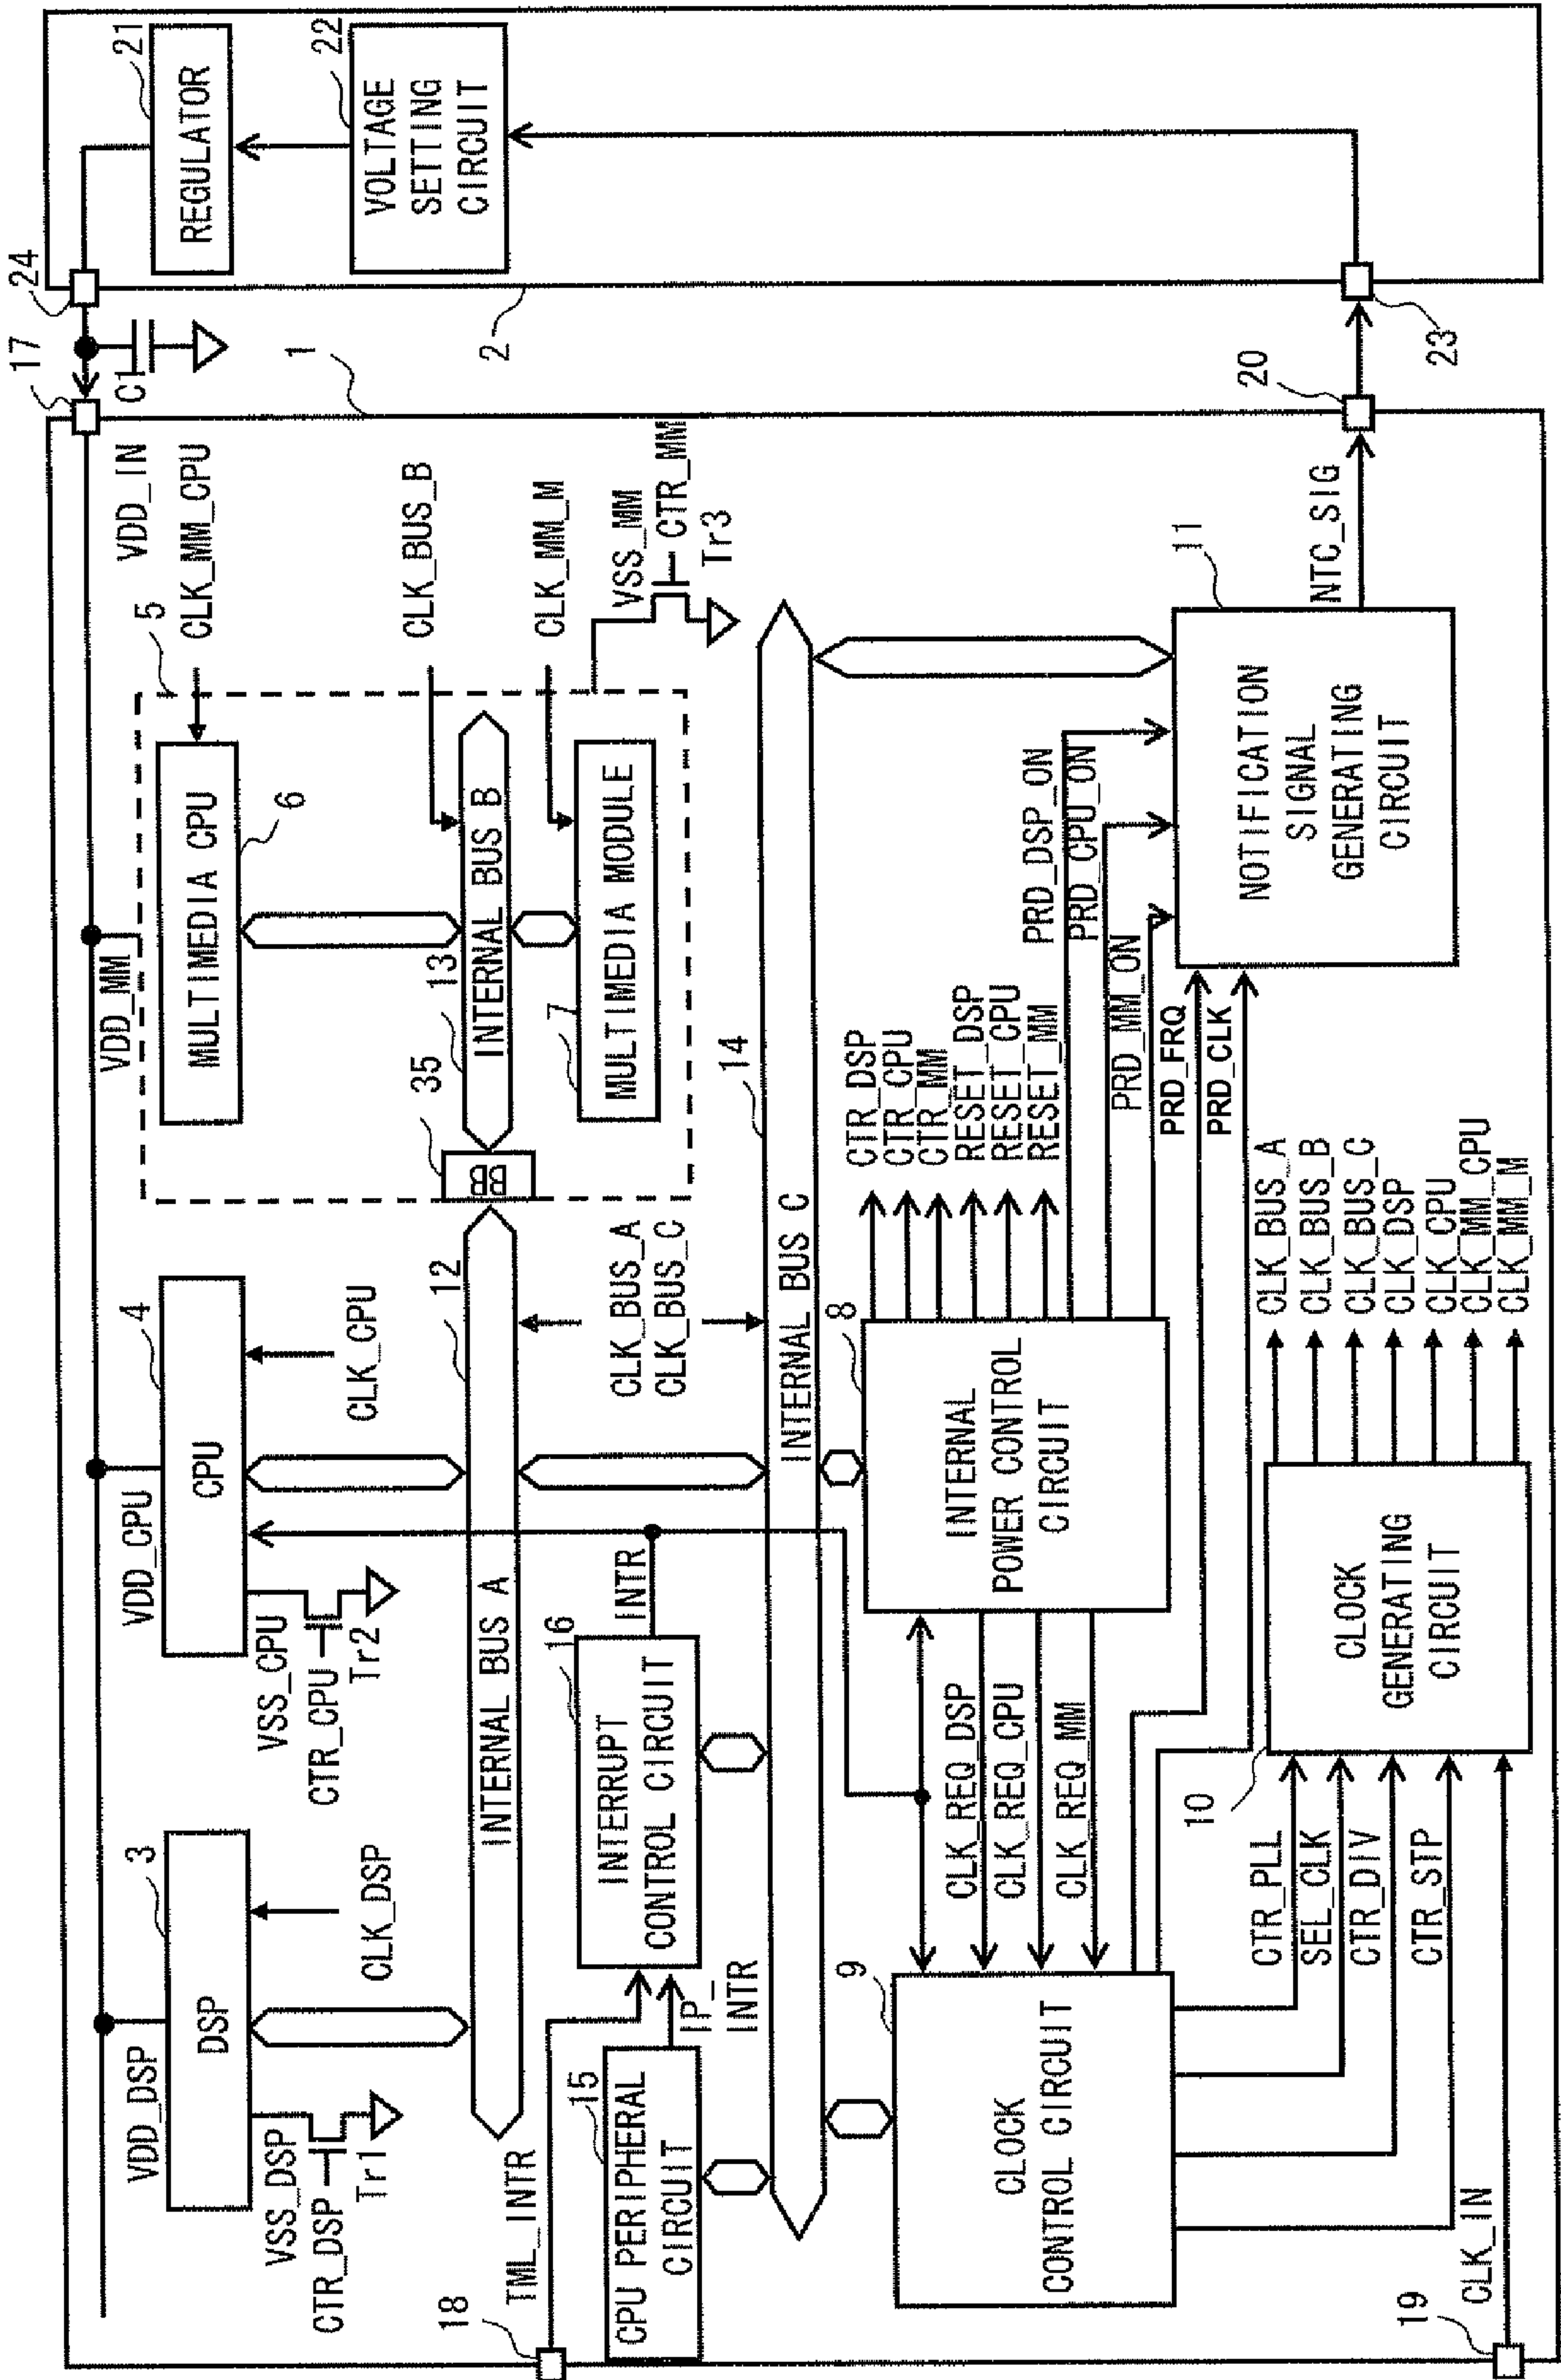 17
24
VDD_IN
C1
21
REGULATOR
22
VOLTAGE
SETTING
CIRCUIT
2
1
23
20
VDD_DSP
3
DSP
CLK_DSP
VSS_DSP
CTR_DSP
Tr1
VDD_CPU
4
CPU
CLK_CPU
VSS_CPU
CTR_CPU
Tr2
VDD_MM
5
CLK_MM_CPU
MULTIMEDIA CPU
6
13
INTERNAL BUS B
CLK_BUS_B
35
BB
7
MULTIMEDIA MODULE
CLK_MM_M
VSS_MM
CTR_MM
Tr3
12
INTERNAL BUS A
CLK_BUS_A
CLK_BUS_C
18
TML_INTR
15
CPU PERIPHERAL
CIRCUIT
IP_
INTR
16
INTERRUPT
CONTROL CIRCUIT
INTR
14
INTERNAL BUS C
8
INTERNAL
POWER CONTROL
CIRCUIT
CTR_DSP
CTR_CPU
CTR_MM
RESET_DSP
RESET_CPU
RESET_MM
PRD_DSP_ON
PRD_CPU_ON
PRD_MM_ON
PRD_FRQ
PRD_CLK
9
CLOCK
CONTROL CIRCUIT
CLK_REQ_DSP
CLK_REQ_CPU
CLK_REQ_MM
11
NOTIFICATION
SIGNAL
GENERATING
CIRCUIT
NTC_SIG
10
CLOCK
GENERATING
CIRCUIT
CTR_PLL
SEL_CLK
CTR_DIV
CTR_STP
CLK_BUS_A
CLK_BUS_B
CLK_BUS_C
CLK_DSP
CLK_CPU
CLK_MM_CPU
CLK_MM_M
19
CLK_IN